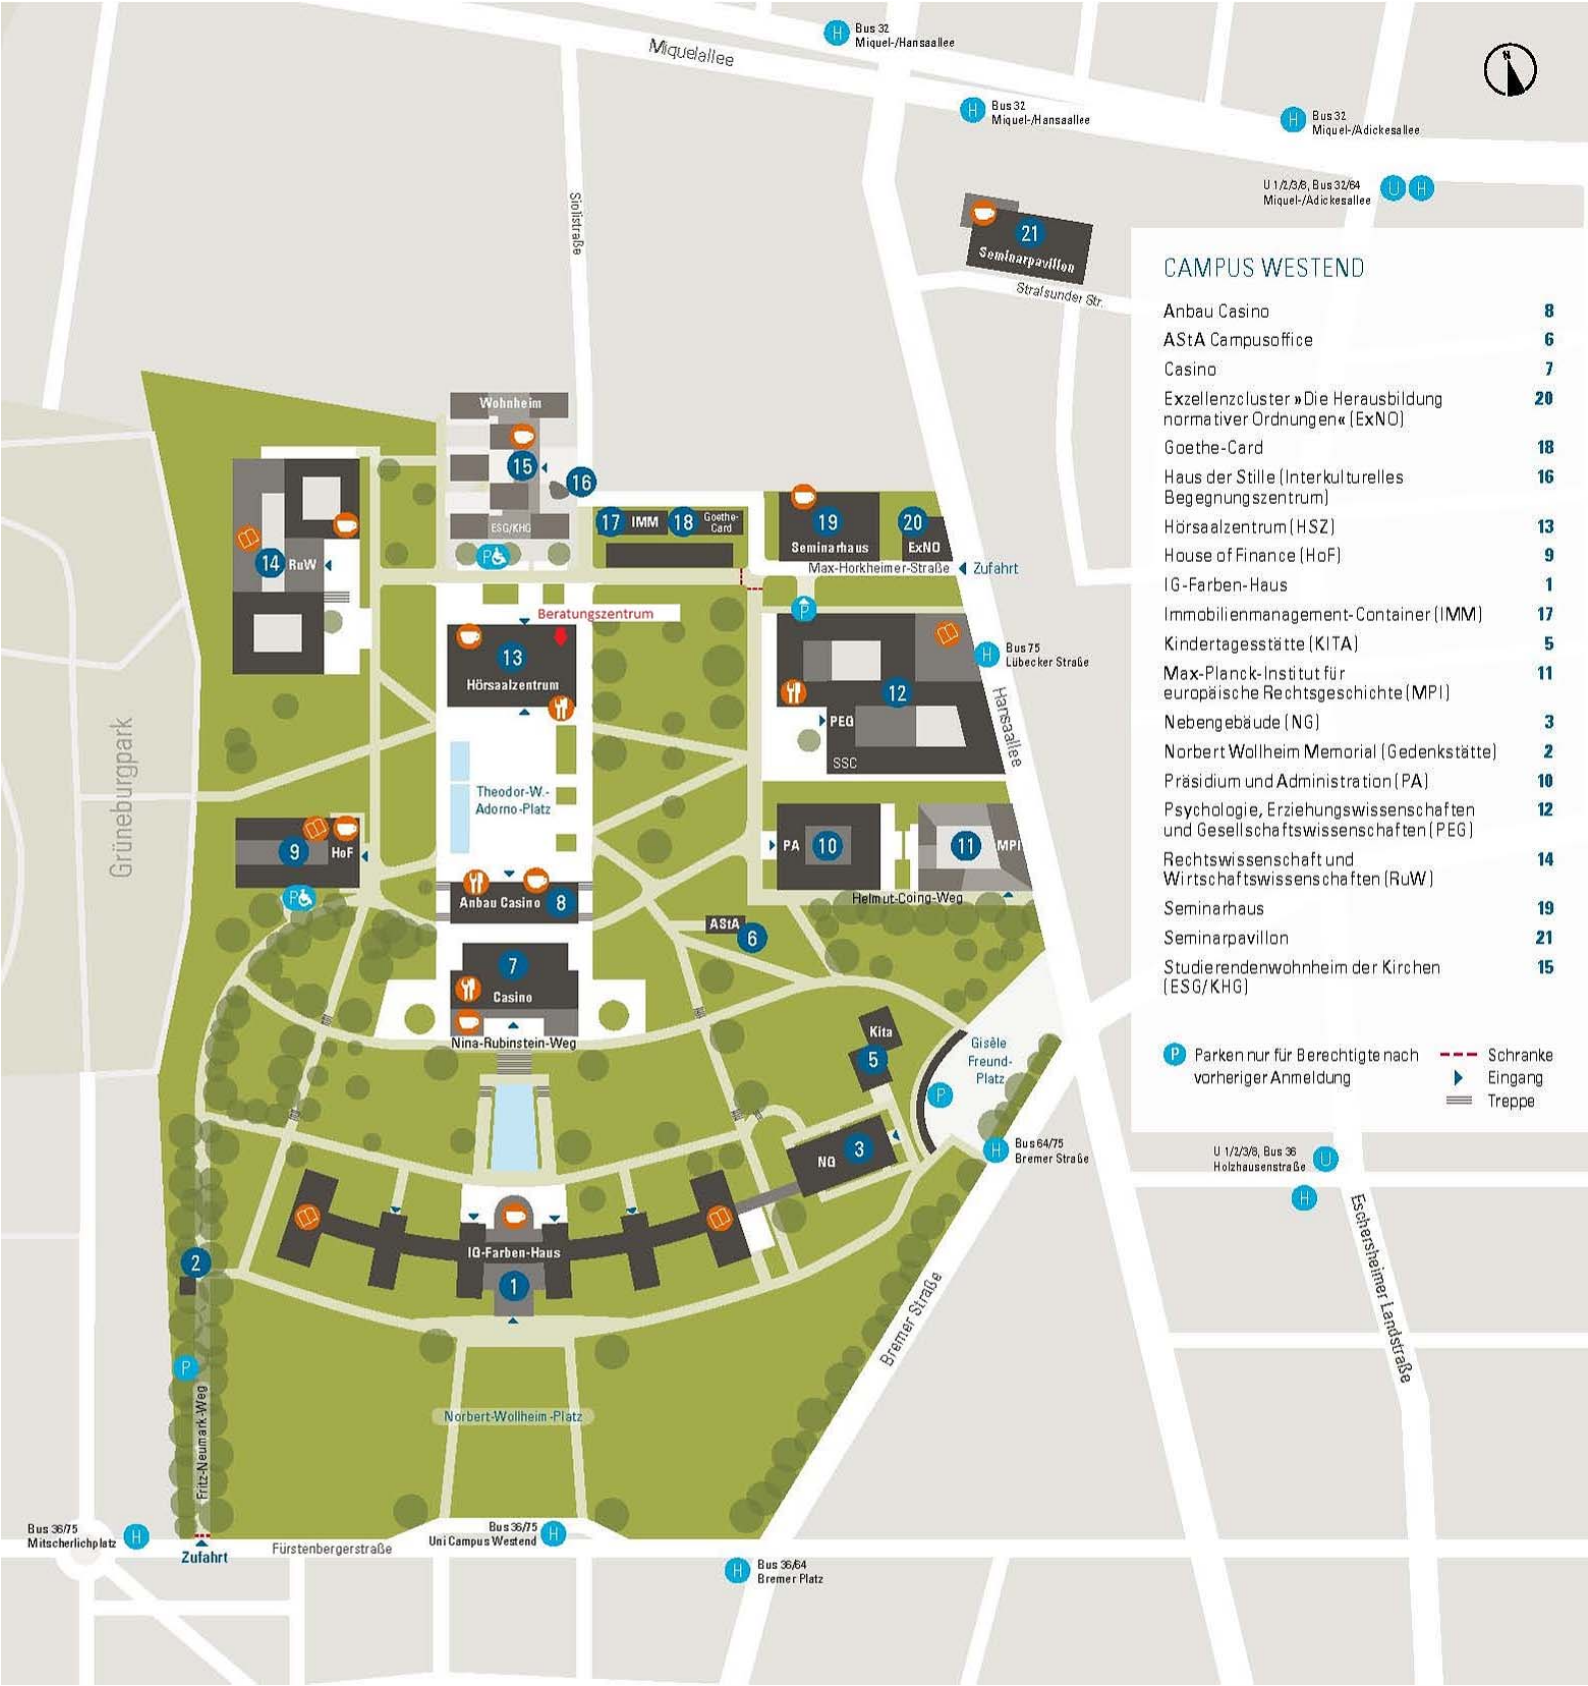 H Bus 32
Miquel-/Hansaallee
Miquelallee
N
H Bus 32
Miquel-/Hansaallee
H Bus 32
Miquel-/Adickesallee
U 1/2/3/8, Bus 32/64
Miquel-/Adickesallee
U H
Siolistraße
21
Seminarpavillon
Stralsunder Str.
CAMPUS WESTEND
Anbau Casino 8
AStA Campusoffice 6
Casino 7
Exzellenzcluster »Die Herausbildung 20
normativer Ordnungen« (ExNO)
Goethe-Card 18
Haus der Stille (Interkulturelles 16
Begegnungszentrum)
Hörsaalzentrum (HSZ) 13
House of Finance (HoF) 9
IG-Farben-Haus 1
Immobilienmanagement-Container (IMM) 17
Kindertagesstätte (KITA) 5
Max-Planck-Institut für 11
europäische Rechtsgeschichte (MPI)
Nebengebäude (NG) 3
Norbert Wollheim Memorial (Gedenkstätte) 2
Präsidium und Administration (PA) 10
Psychologie, Erziehungswissenschaften 12
und Gesellschaftswissenschaften (PEG)
Rechtswissenschaft und 14
Wirtschaftswissenschaften (RuW)
Seminarhaus 19
Seminarpavillon 21
Studierendenwohnheim der Kirchen 15
(ESG/KHG)
P Parken nur für Berechtigte nach
vorheriger Anmeldung
Schranke
Eingang
Treppe
Wohnheim
15
16
ESG/KHG
P
17 IMM 18 Goethe-
Card
19
Seminarhaus
20
ExNO
Max-Horkheimer-Straße
Zufahrt
14 RuW
Beratungszentrum
13
Hörsaalzentrum
P
12
PEG
SSC
H Bus 75
Lübecker Straße
Hansaallee
Grüneburgpark
Theodor-W.-
Adorno-Platz
9 HoF
P
PA 10
11 MPI
Helmut-Coing-Weg
Anbau Casino 8
AStA
6
7
Casino
Nina-Rubinstein-Weg
Kita
5
Gisèle
Freund-
Platz
P
NG 3
H Bus 64/75
Bremer Straße
U 1/2/3/8, Bus 36
Holzhausenstraße
U
H
Eschersheimer Landstraße
IG-Farben-Haus
1
2
P
Fritz-Neumark-Weg
Norbert-Wollheim-Platz
Bremer Straße
Bus 36/75
Mitscherlichplatz
H
Zufahrt
Fürstenbergerstraße
Bus 36/75
Uni Campus Westend
H
H Bus 36/64
Bremer Platz